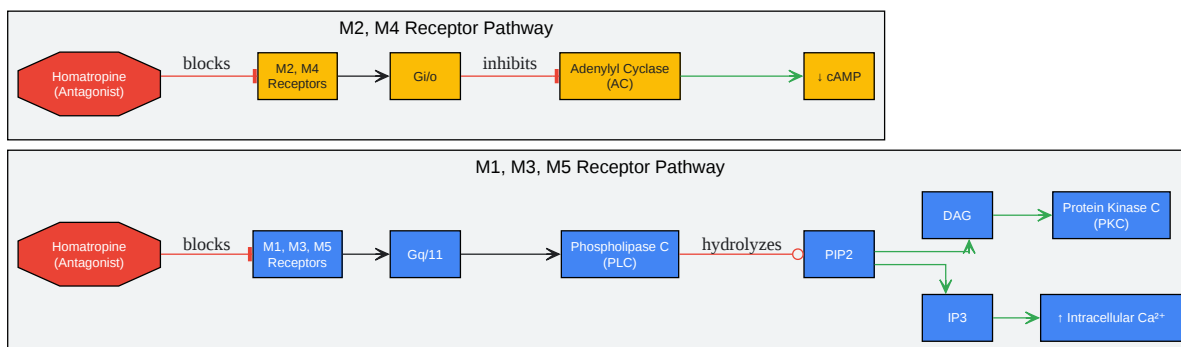 M2, M4 Receptor Pathway
Homatropine
(Antagonist)
blocks
M2, M4
Receptors
Gi/o
inhibits
Adenylyl Cyclase
(AC)
↓ cAMP
M1, M3, M5 Receptor Pathway
Homatropine
(Antagonist)
blocks
M1, M3, M5
Receptors
Gq/11
Phospholipase C
(PLC)
hydrolyzes
PIP2
DAG
Protein Kinase C
(PKC)
IP3
↑ Intracellular Ca²⁺